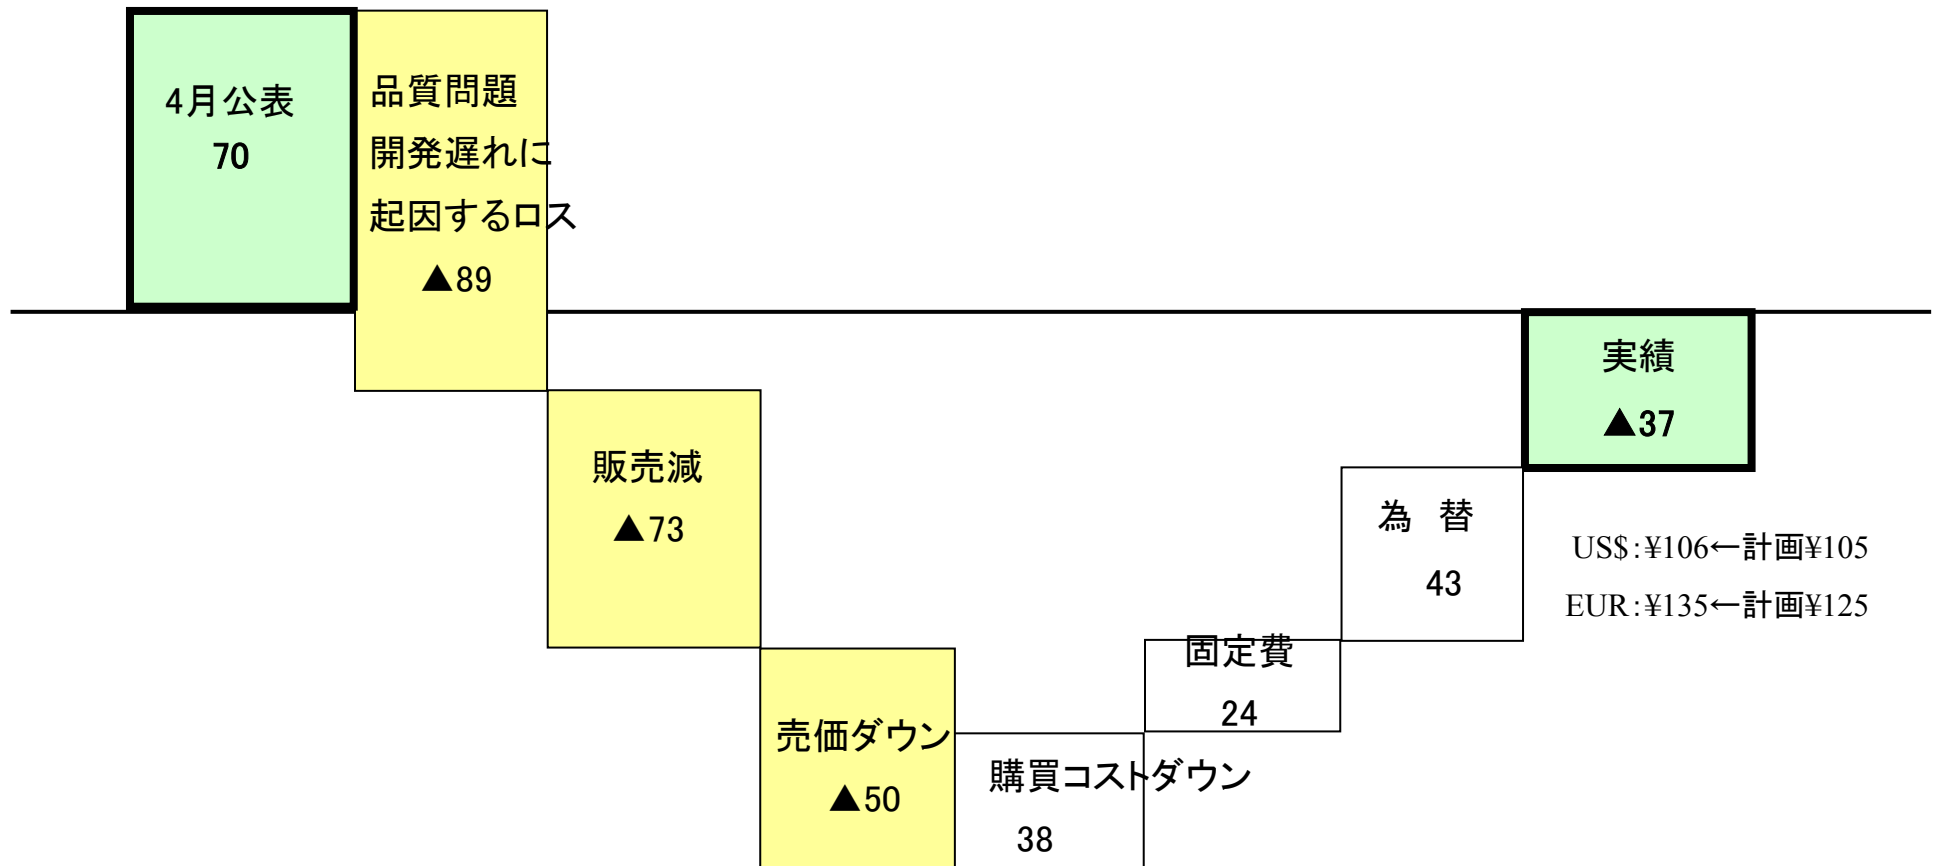 4月公表
70
品質問題
開発遅れに
起因するロス
▲89
販売減
▲73
売価ダウン
▲50
購買コストダウン
38
固定費
24
為　替
43
実績
▲37
US$:¥106←計画¥105
EUR:¥135←計画¥125